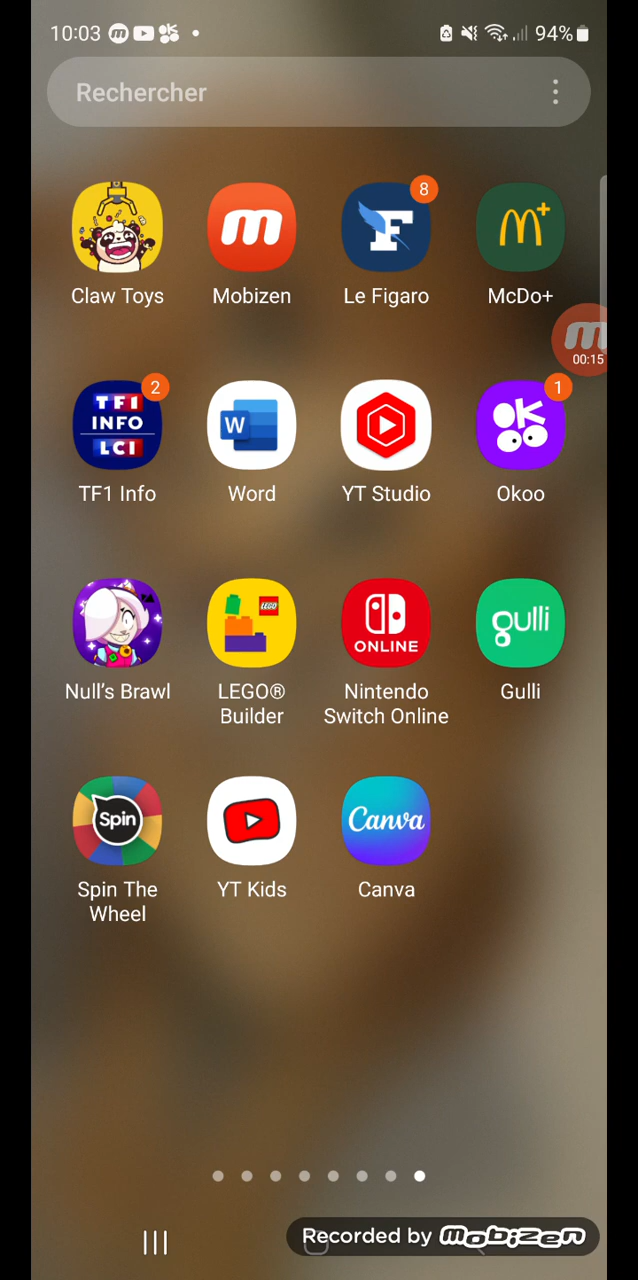 10:03
94%
Rechercher
8
Claw Toys
Mobizen
Le Figaro
McDo+
00:15
2
TF1
INFO
LCI
W
1
TF1 Info
Word
YT Studio
Okoo
LEGO
ONLINE
gulli
Null's Brawl
LEGO®
Builder
Nintendo
Switch Online
Gulli
Spin
Canva
Spin The
Wheel
YT Kids
Canva
Recorded by Mobizen